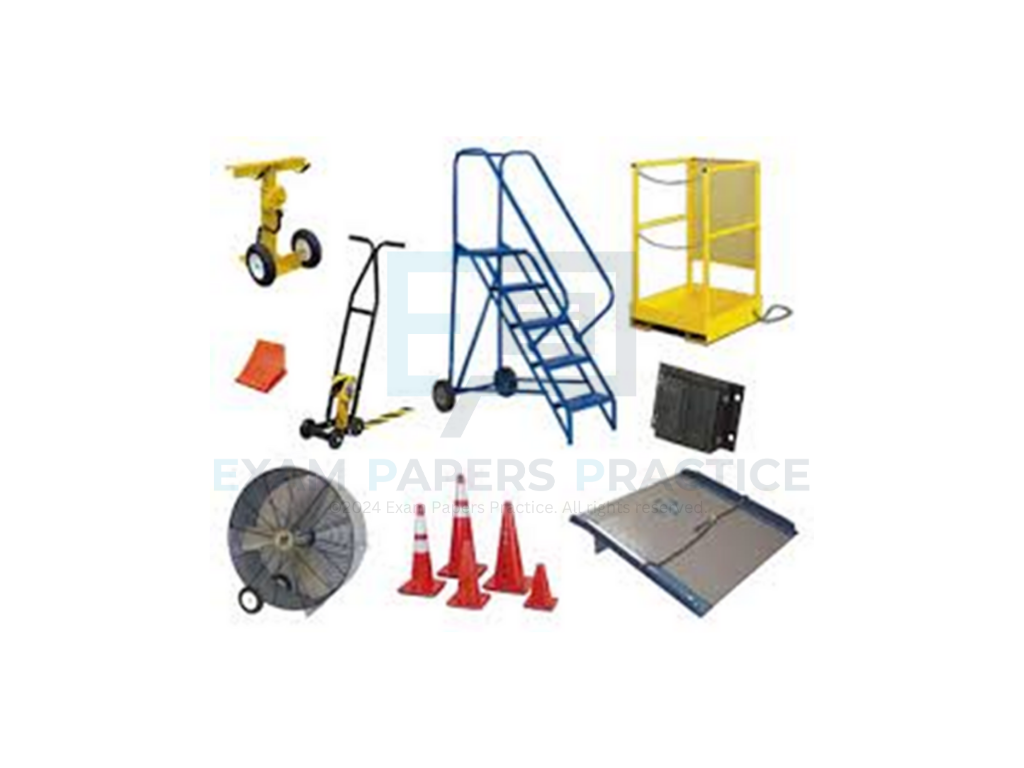 EXAM PAPERS PRACTICE
©2024 Exam Papers Practice. All rights reserved